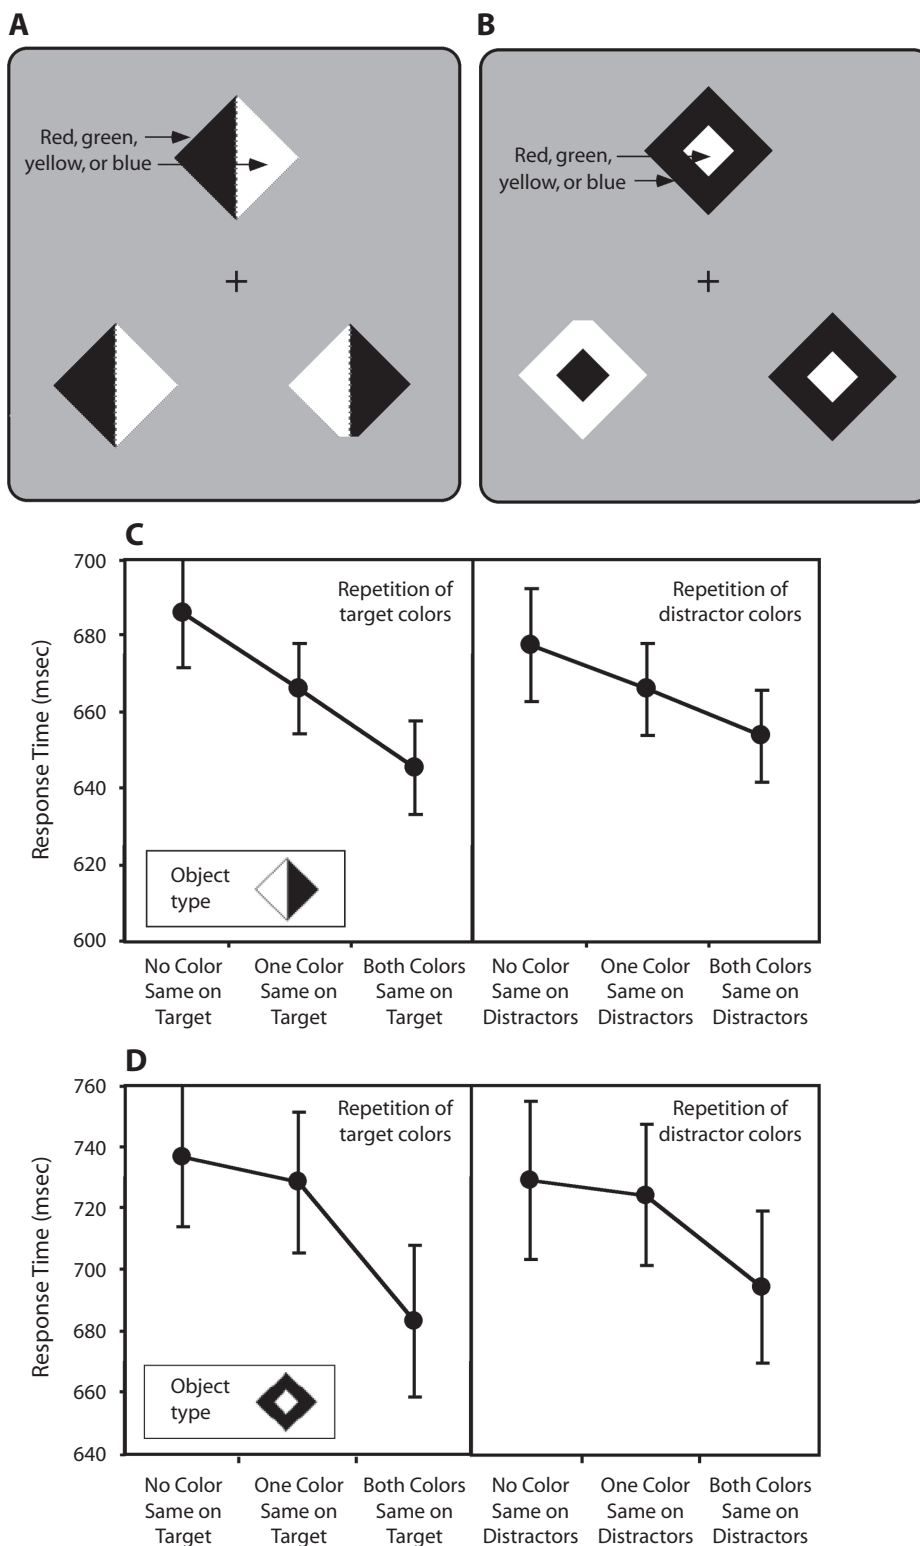 A
B
Red, green,
yellow, or blue
+
Red, green,
yellow, or blue
+
C
Response Time (msec)
700
680
660
640
620
600
Repetition of
target colors
Repetition of
distractor colors
Object
type
No Color
Same on
Target
One Color
Same on
Target
Both Colors
Same on
Target
No Color
Same on
Distractors
One Color
Same on
Distractors
Both Colors
Same on
Distractors
D
Response Time (msec)
760
740
720
700
680
660
640
Repetition of
target colors
Repetition of
distractor colors
Object
type
No Color
Same on
Target
One Color
Same on
Target
Both Colors
Same on
Target
No Color
Same on
Distractors
One Color
Same on
Distractors
Both Colors
Same on
Distractors